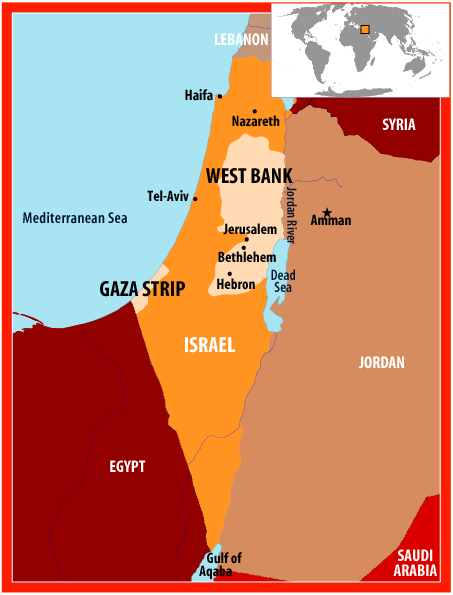 LEBANON
Haifa
Nazareth
SYRIA
WEST BANK
Tel-Aviv
Jordan River
Mediterranean Sea
Amman
Jerusalem
Bethlehem
Dead
Sea
Hebron
GAZA STRIP
ISRAEL
JORDAN
EGYPT
Gulf of
Aqaba
SAUDI
ARABIA